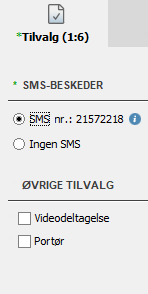 *Tilvalg (1:6)
* SMS-BESKEDER
SMS nr.: 21572218
Ingen SMS
ØVRIGE TILVALG
Videodeltagelse
Portør